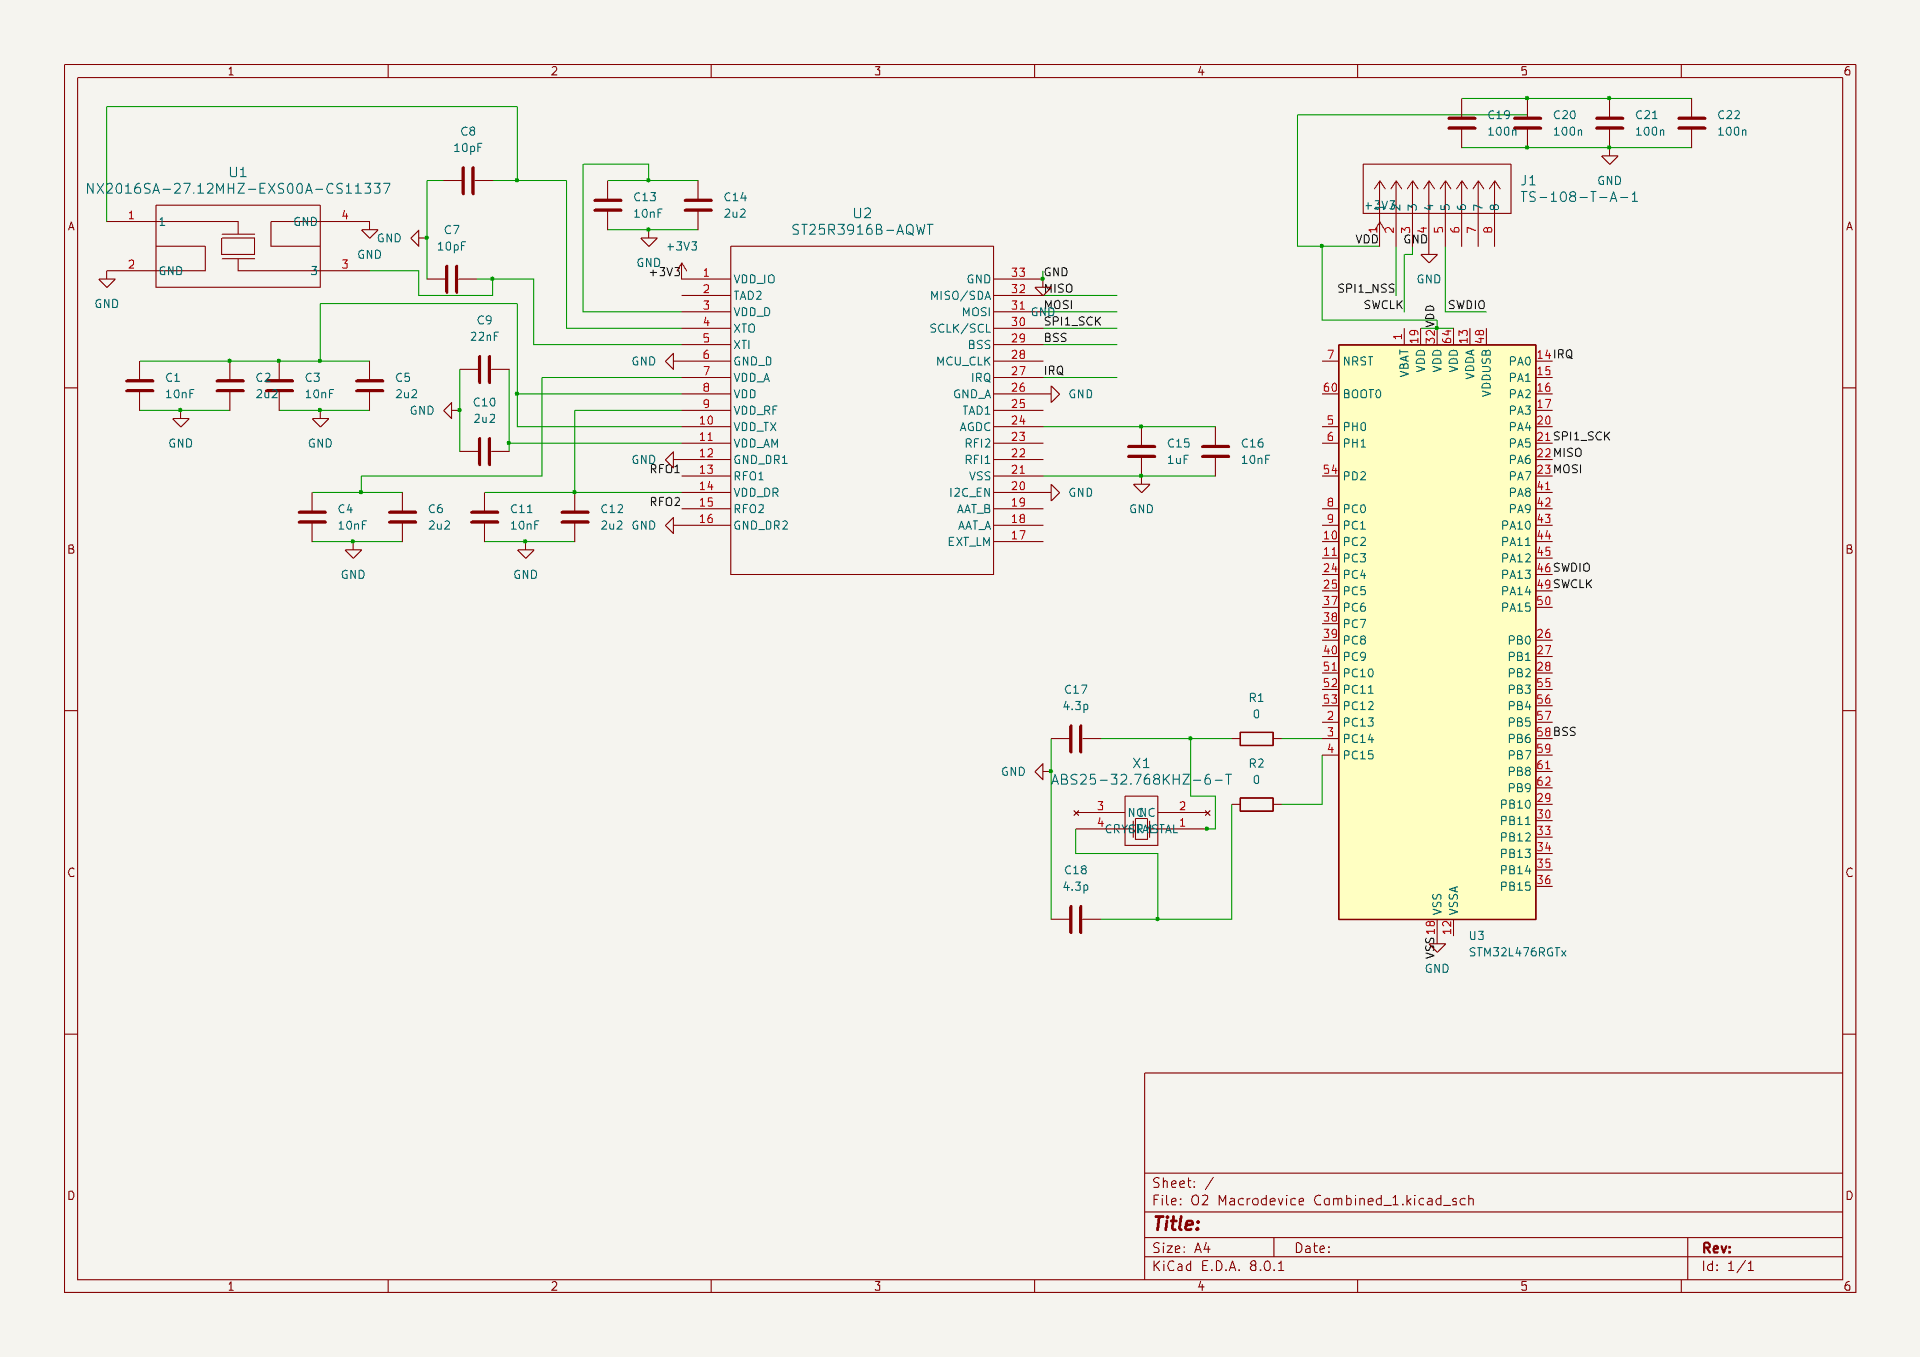 1 2 3 4 5 6
A
B
C
D
A
B
C
D
1 2 3 4 5 6
U1
NX2016SA-27.12MHZ-EXS00A-CS11337
1 1 GND 4
2 GND 3 3
GND
GND
C8
10pF
C7
10pF
GND
C9
22nF
C10
2u2
GND
C1
10nF
C2
2u2
C3
10nF
C5
2u2
GND
GND
C4
10nF
C6
2u2
GND
C11
10nF
C12
2u2
GND
C13
10nF
C14
2u2
GND
+3V3
+3V3
GND
GND
RFO1
RFO2
GND
U2
ST25R3916B-AQWT
1 VDD_IO
2 TAD2
3 VDD_D
4 XTO
5 XTI
6 GND_D
7 VDD_A
8 VDD
9 VDD_RF
10 VDD_TX
11 VDD_AM
12 GND_DR1
13 RFO1
14 VDD_DR
15 RFO2
16 GND_DR2
GND 33 GND
MISO/SDA 32 MISO
MOSI 31 MOSI
GND
SCLK/SCL 30 SPI1_SCK
BSS 29 BSS
MCU_CLK 28
IRQ 27 IRQ
GND_A 26 GND
TAD1 25
AGDC 24
RFI2 23
RFI1 22
VSS 21
I2C_EN 20 GND
AAT_B 19
AAT_A 18
EXT_LM 17
C15
1uF
C16
10nF
GND
C19
100n
C20
100n
C21
100n
C22
100n
GND
J1
TS-108-T-A-1
+3V3
1 2 3 4 5 6 7 8
1 2 3 4 5 6 7 8
VDD
GND
GND
SPI1_NSS
SWCLK
SWDIO
VDD
1 VBAT
19 VDD
32 VDD
64 VDD
13 VDDA
48 VDDUSB
7 NRST
60 BOOT0
5 PH0
6 PH1
54 PD2
8 PC0
9 PC1
10 PC2
11 PC3
24 PC4
25 PC5
37 PC6
38 PC7
39 PC8
40 PC9
51 PC10
52 PC11
53 PC12
2 PC13
3 PC14
4 PC15
PA0 14 IRQ
PA1 15
PA2 16
PA3 17
PA4 20
PA5 21 SPI1_SCK
PA6 22 MISO
PA7 23 MOSI
PA8 41
PA9 42
PA10 43
PA11 44
PA12 45
PA13 46 SWDIO
PA14 49 SWCLK
PA15 50
PB0 26
PB1 27
PB2 28
PB3 55
PB4 56
PB5 57
PB6 58 BSS
PB7 59
PB8 61
PB9 62
PB10 29
PB11 30
PB12 33
PB13 34
PB14 35
PB15 36
VSS 18
VSSA 12
VSS
GND
U3
STM32L476RGTx
C17
4.3p
R1
0
R2
0
GND
X1
ABS25-32.768KHZ-6-T
3 NC NC 2
4 1
C18
4.3p
Sheet: /
File: O2 Macrodevice Combined_1.kicad_sch
Title:
Size: A4 Date: Rev:
KiCad E.D.A. 8.0.1 Id: 1/1